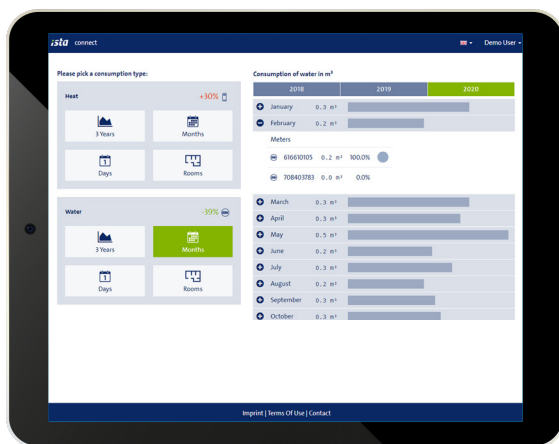 ista connect
Demo User
Please pick a consumption type:
Heat
+30%
3 Years
Months
1
Days
Rooms
Water
-39%
3 Years
Months
1
Days
Rooms
Consumption of water in m³
2018 2019 2020
January 0.3 m³
February 0.2 m³
Meters
616610105 0.2 m³ 100.0%
708403783 0.0 m³ 0.0%
March 0.3 m³
April 0.3 m³
May 0.5 m³
June 0.2 m³
July 0.3 m³
August 0.2 m³
September 0.3 m³
October 0.3 m³
Imprint | Terms Of Use | Contact